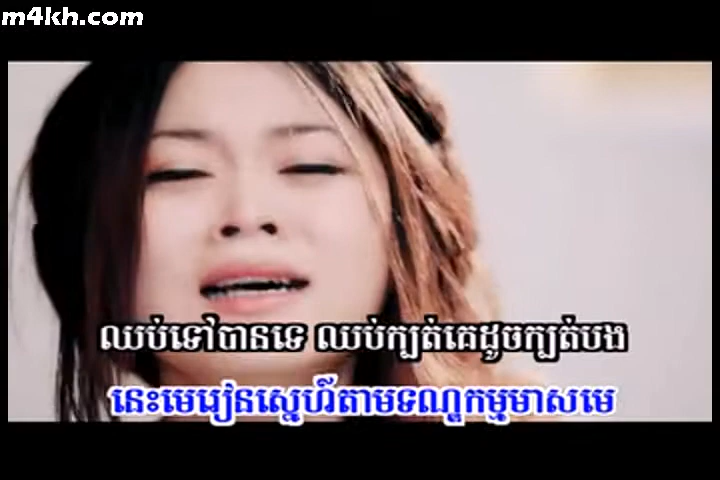 m4kh.com
ឈប់ទៅបានទេ ឈប់ក្បត់គេដូចក្បត់បង
នេះមេរៀនស្នេហ៍តាមទណ្ឌកម្មមាសមេ